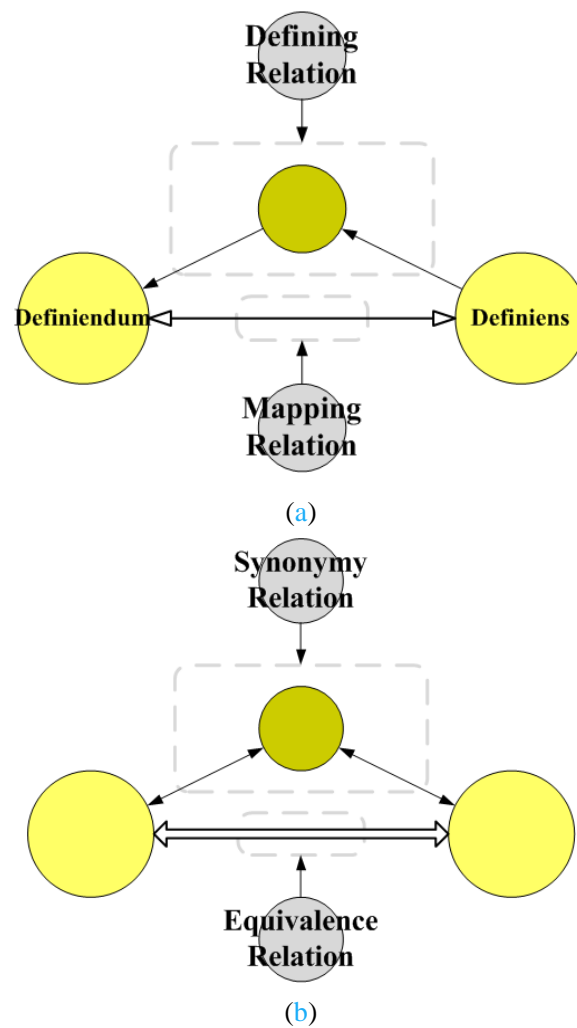 Defining
Relation
Definiendum
Definiens
Mapping
Relation
(a)
Synonymy
Relation
Equivalence
Relation
(b)